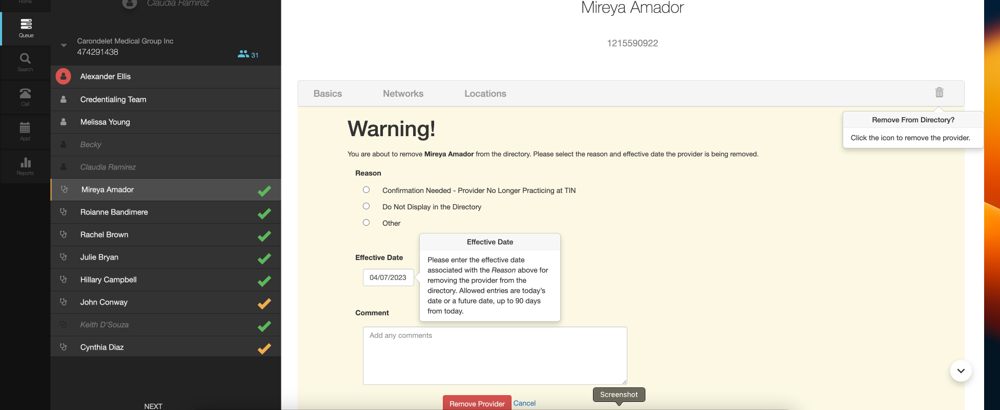 Home
Queue
Search
Call
Appt
Reports
Claudia Ramirez
Carondelet Medical Group Inc
474291438
31
Alexander Ellis
Credentialing Team
Melissa Young
Becky
Claudia Ramirez
Mireya Amador
Roianne Bandimere
Rachel Brown
Julie Bryan
Hillary Campbell
John Conway
Keith D'Souza
Cynthia Diaz
NEXT
Mireya Amador
1215590922
Basics Networks Locations
Remove From Directory?
Click the icon to remove the provider.
Warning!
You are about to remove Mireya Amador from the directory. Please select the reason and effective date the provider is being removed.
Reason
Confirmation Needed - Provider No Longer Practicing at TIN
Do Not Display in the Directory
Other
Effective Date
04/07/2023
Effective Date
Please enter the effective date
associated with the Reason above for
removing the provider from the
directory. Allowed entries are today’s
date or a future date, up to 90 days
from today.
Comment
Add any comments
Screenshot
Remove Provider Cancel